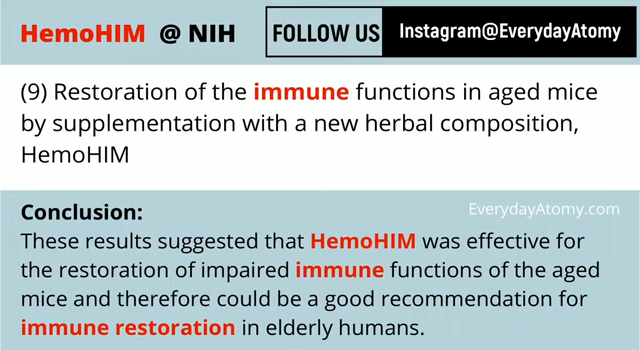 HemoHIM @ NIH
FOLLOW US
Instagram@EverydayAtomy
(9) Restoration of the immune functions in aged mice
by supplementation with a new herbal composition,
HemoHIM
EverydayAtomy.com
Conclusion:
These results suggested that HemoHIM was effective for
the restoration of impaired immune functions of the aged
mice and therefore could be a good recommendation for
immune restoration in elderly humans.